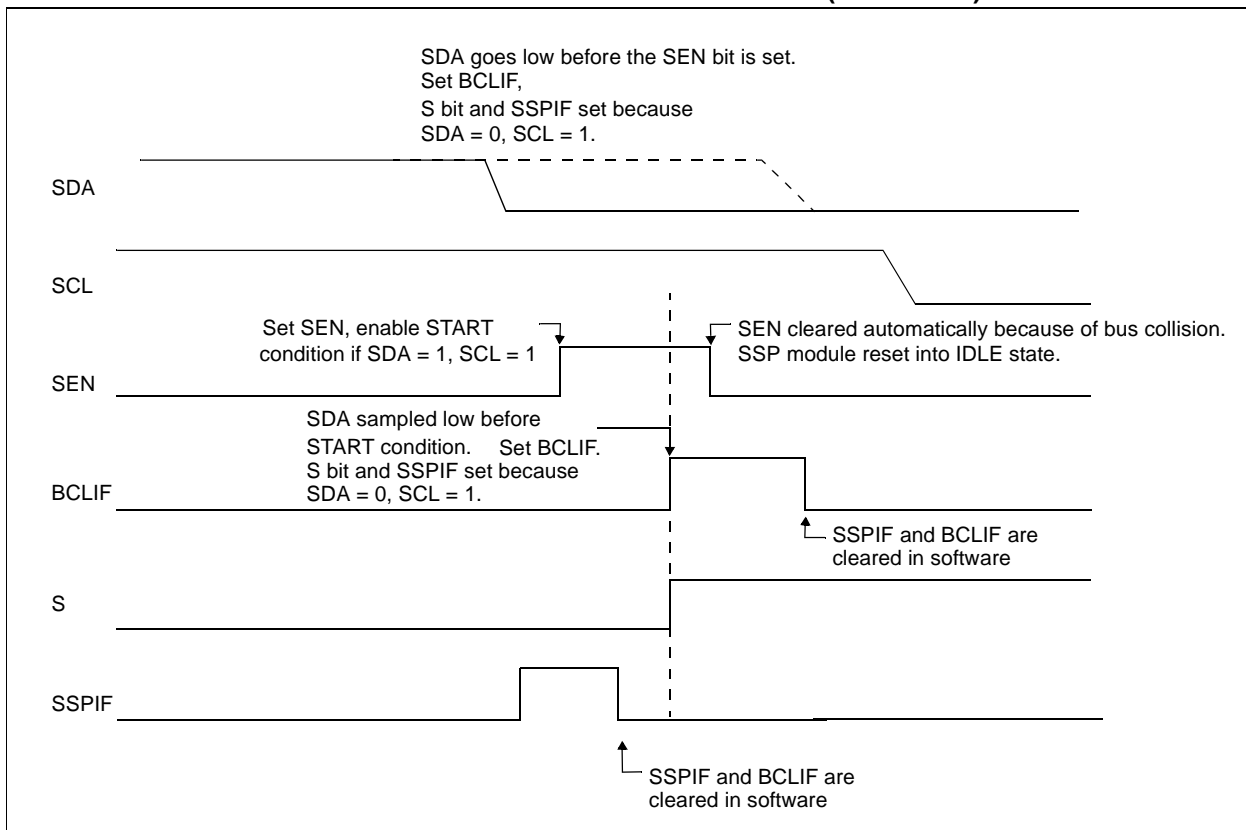 SDA goes low before the SEN bit is set.
Set BCLIF,
S bit and SSPIF set because
SDA = 0, SCL = 1.
SDA
SCL
Set SEN, enable START
condition if SDA = 1, SCL = 1
SEN cleared automatically because of bus collision.
SSP module reset into IDLE state.
SEN
SDA sampled low before
START condition. Set BCLIF.
S bit and SSPIF set because
SDA = 0, SCL = 1.
BCLIF
SSPIF and BCLIF are
cleared in software
S
SSPIF
SSPIF and BCLIF are
cleared in software